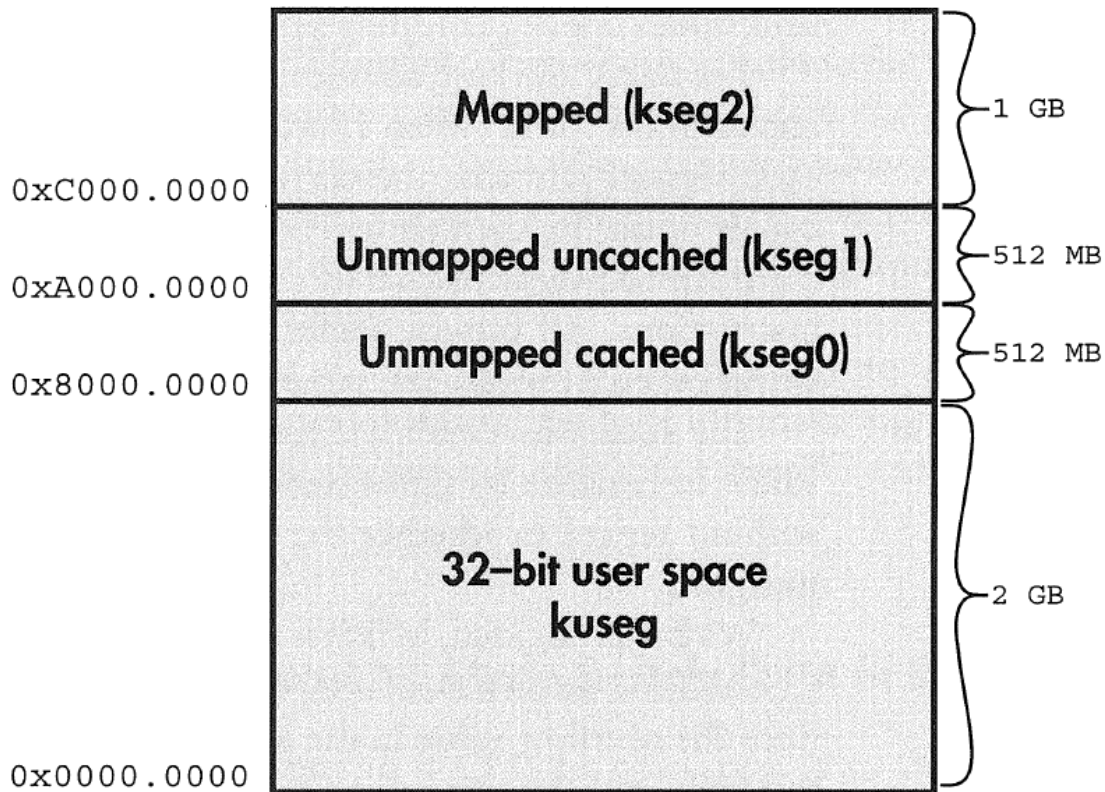 Mapped (kseg2)
1 GB
0xC000.0000
Unmapped uncached (kseg1)
512 MB
0xA000.0000
Unmapped cached (kseg0)
512 MB
0x8000.0000
32–bit user space
kuseg
2 GB
0x0000.0000